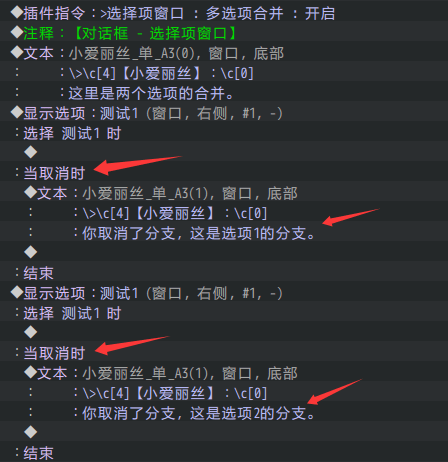 ◆插件指令：>选择项窗口 : 多选项合并 : 开启
◆注释：【对话框 - 选择项窗口】
◆文本：小爱丽丝_单_A3(0), 窗口, 底部
：　　：\>\c[4]【小爱丽丝】：\c[0]
：　　：这里是两个选项的合并。
◆显示选项：测试1 (窗口, 右侧, #1, -)
：选择 测试1 时
◆
：当取消时
◆文本：小爱丽丝_单_A3(1), 窗口, 底部
：　　：\>\c[4]【小爱丽丝】：\c[0]
：　　：你取消了分支, 这是选项1的分支。
◆
：结束
◆显示选项：测试1 (窗口, 右侧, #1, -)
：选择 测试1 时
◆
：当取消时
◆文本：小爱丽丝_单_A3(1), 窗口, 底部
：　　：\>\c[4]【小爱丽丝】：\c[0]
：　　：你取消了分支, 这是选项2的分支。
◆
：结束